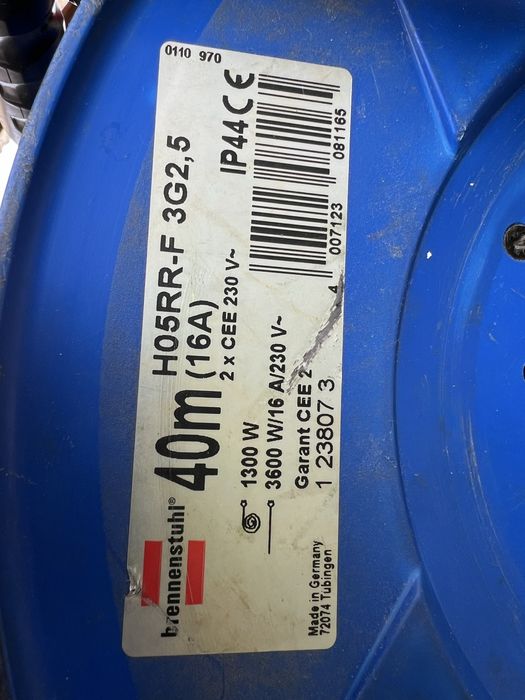 0110 970
brennenstuhl®
H05RR-F 3G2,5
40m (16A)
2 x CEE 230 V~
IP44 CE
1300 W
3600 W/16 A/230 V~
Garant CEE 2
1 23807 3
4 007123 081165
Made in Germany
72074 Tübingen